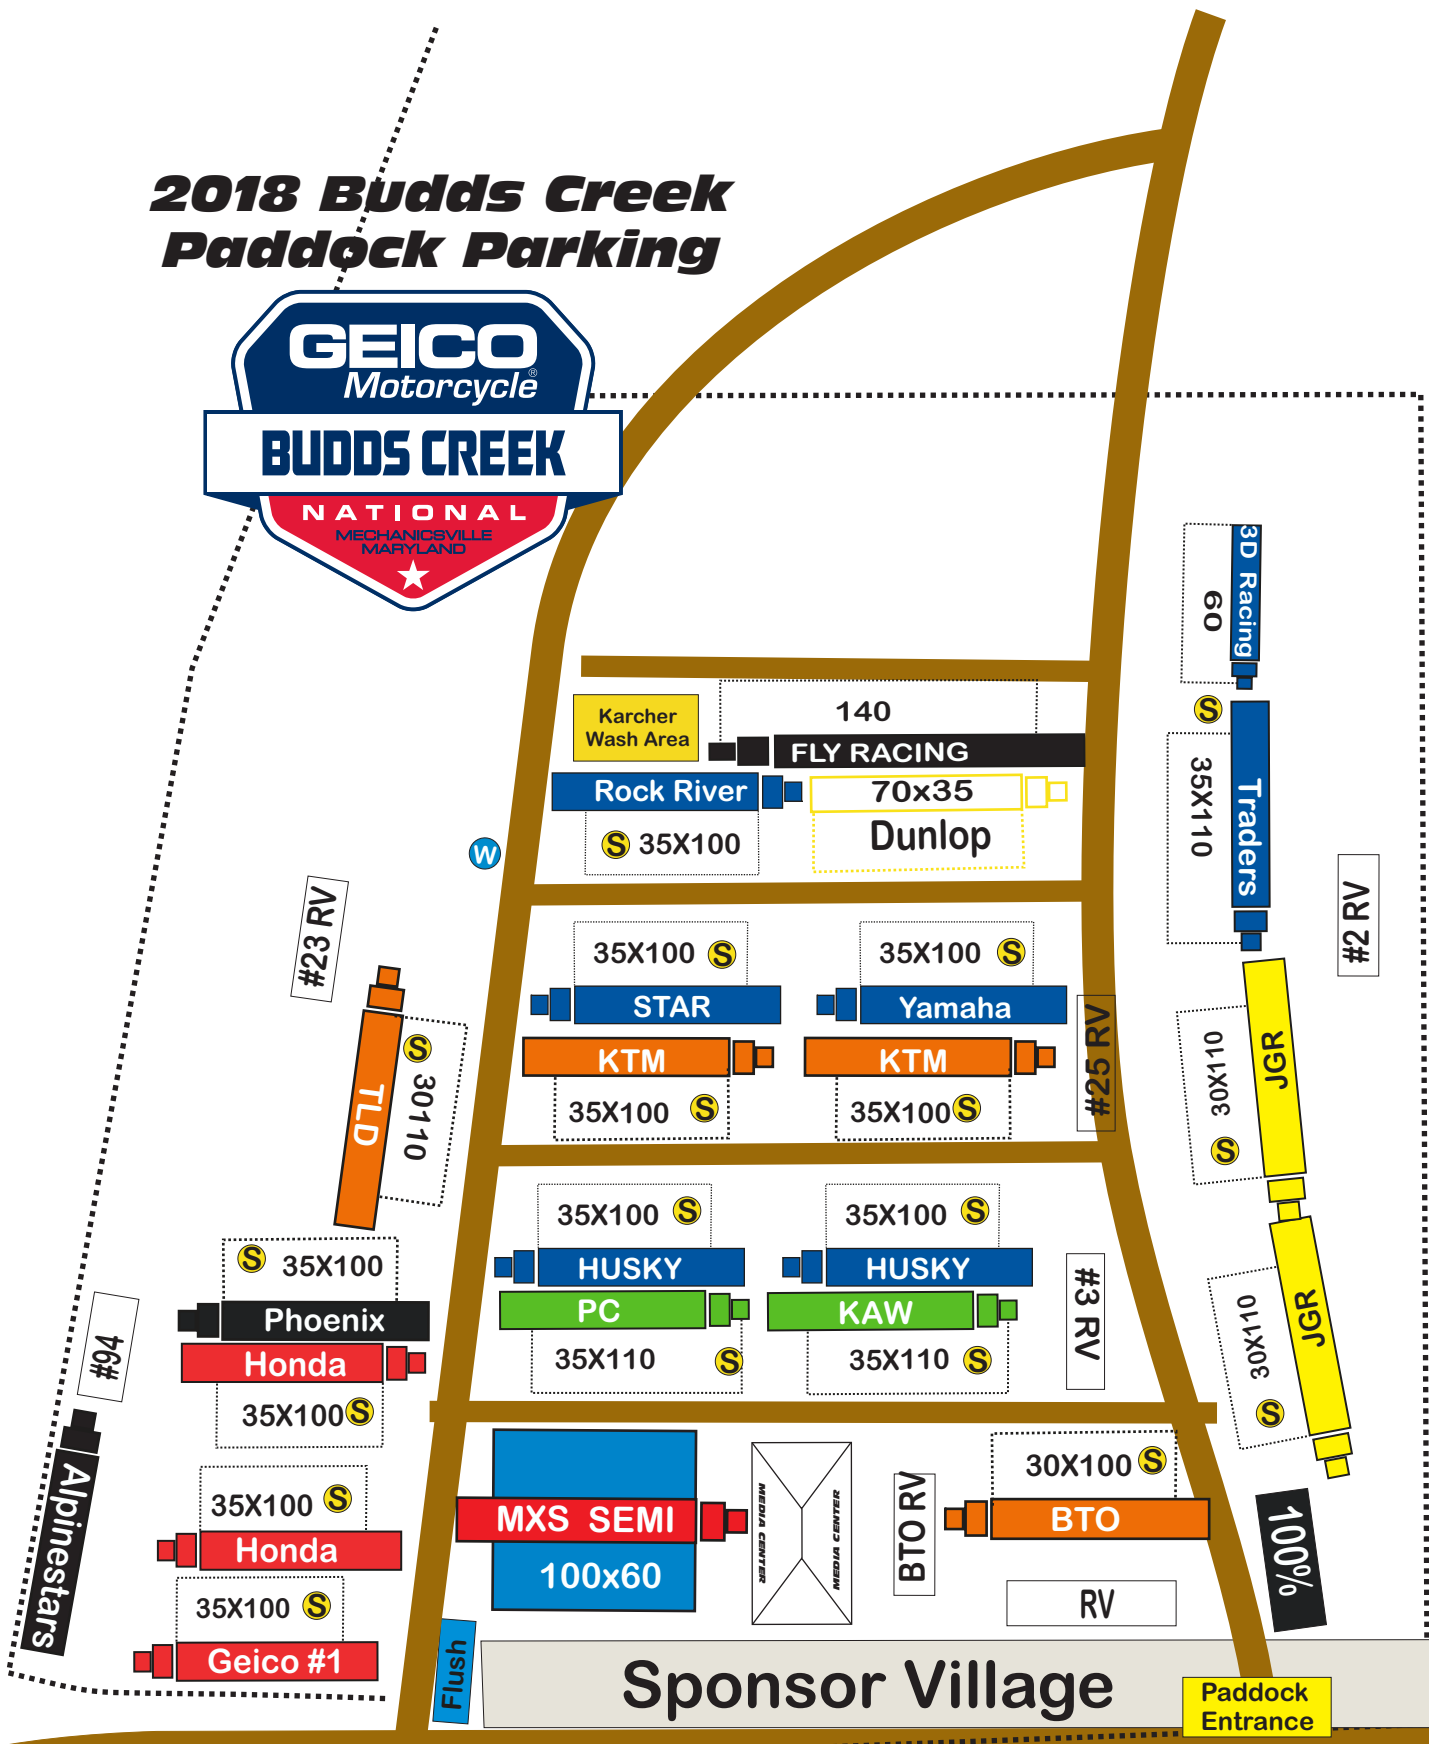 2018 Budds Creek
Paddock Parking
GEICO
Motorcycle®
BUDDS CREEK
NATIONAL
MECHANICSVILLE
MARYLAND
3D Racing
60
S
Karcher
Wash Area
140
FLY RACING
Rock River
70x35
S 35X100
Dunlop
Traders
35X110
W
#23 RV
#2 RV
35X100 S
35X100 S
STAR
Yamaha
KTM
KTM
35X100 S
35X100 S
#25 RV
TLD
S 30110
JGR
30X110 S
35X100 S
35X100 S
HUSKY
HUSKY
PC
KAW
35X110 S
35X110 S
#3 RV
JGR
30X110 S
S 35X100
Phoenix
Honda
35X100 S
#94
Alpinestars
35X100 S
Honda
35X100 S
Geico #1
MXS SEMI
100x60
MEDIA CENTER
MEDIA CENTER
BTO RV
30X100 S
BTO
RV
100%
Flush
Sponsor Village
Paddock
Entrance